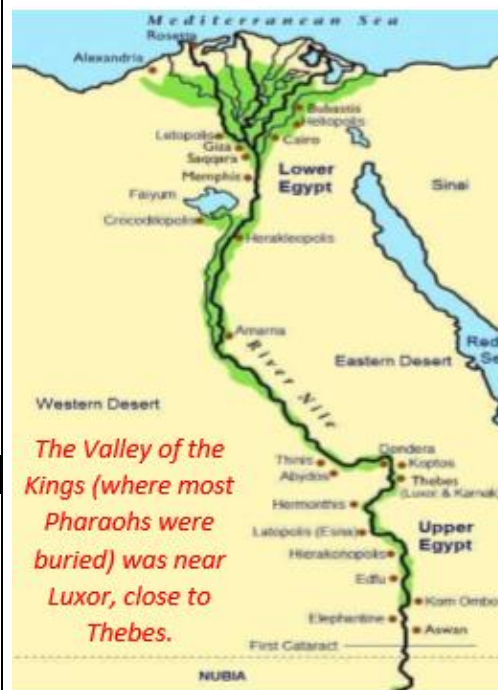 Mediterranean Sea
Rosetta
Alexandria
Bubastis
Heliopolis
Letopolis
Cairo
Giza
Saqqara
Lower
Egypt
Memphis
Sinai
Faiyum
Crocodilopolis
Herakleopolis
Amarna
River Nile
Red
Se
Eastern Desert
Western Desert
The Valley of the
Kings (where most
Pharaohs were
buried) was near
Luxor, close to
Thebes.
Dendera
Thinis
Koptos
Abydos
Thebes
(Luxor & Karnak)
Hermonthis
Latopolis (Esna)
Upper
Egypt
Hierakonopolis
Edfu
Kom Ombo
Elephantine
Aswan
First Cataract
NUBIA